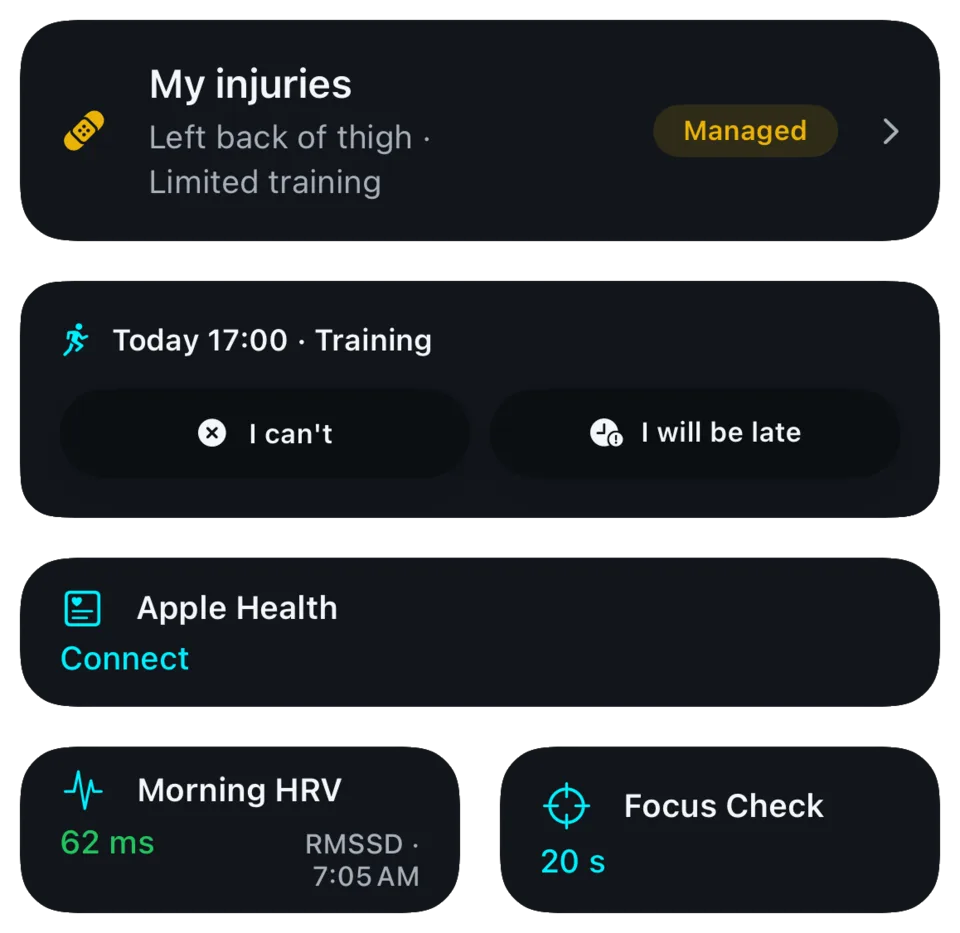 My injuries
Left back of thigh ·
Limited training
Managed
Today 17:00 · Training
I can't
I will be late
Apple Health
Connect
Morning HRV
62 ms
RMSSD ·
7:05 AM
Focus Check
20 s